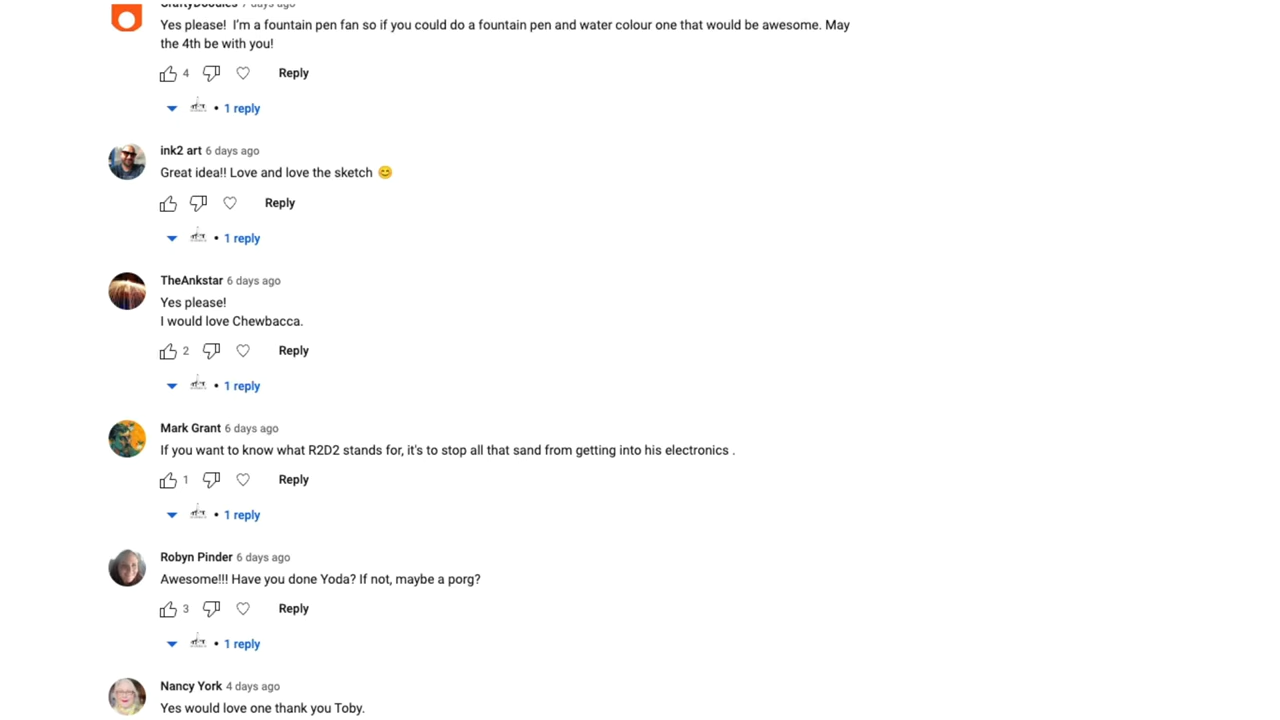 CraftyDoodles 7 days ago
Yes please! I'm a fountain pen fan so if you could do a fountain pen and water colour one that would be awesome. May
the 4th be with you!
4 Reply
• 1 reply
ink2 art 6 days ago
Great idea!! Love and love the sketch 😊
Reply
• 1 reply
TheAnkstar 6 days ago
Yes please!
I would love Chewbacca.
2 Reply
• 1 reply
Mark Grant 6 days ago
If you want to know what R2D2 stands for, it's to stop all that sand from getting into his electronics .
1 Reply
• 1 reply
Robyn Pinder 6 days ago
Awesome!!! Have you done Yoda? If not, maybe a porg?
3 Reply
• 1 reply
Nancy York 4 days ago
Yes would love one thank you Toby.